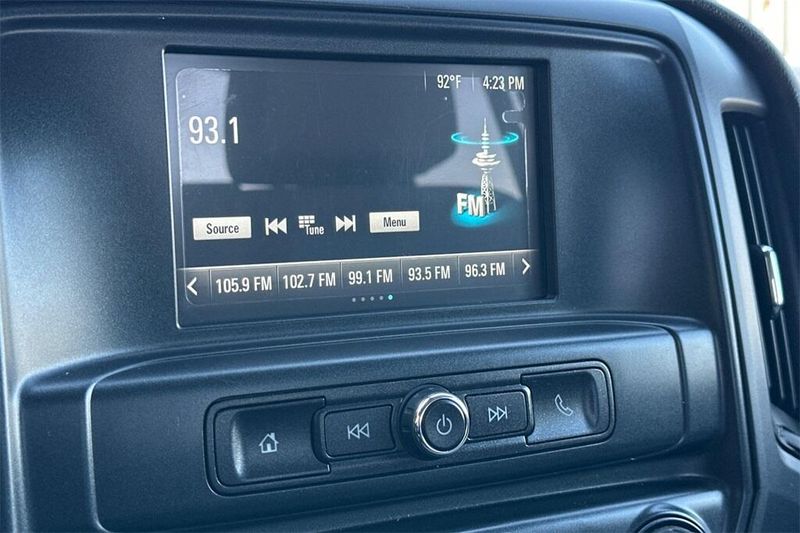 92°F 4:23 PM
93.1
FM
Source Tune Menu
105.9 FM 102.7 FM 99.1 FM 93.5 FM 96.3 FM